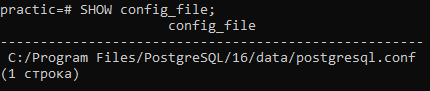 practic=# SHOW config_file;
config_file
-----------------------------------------------------
C:/Program Files/PostgreSQL/16/data/postgresql.conf
(1 строка)